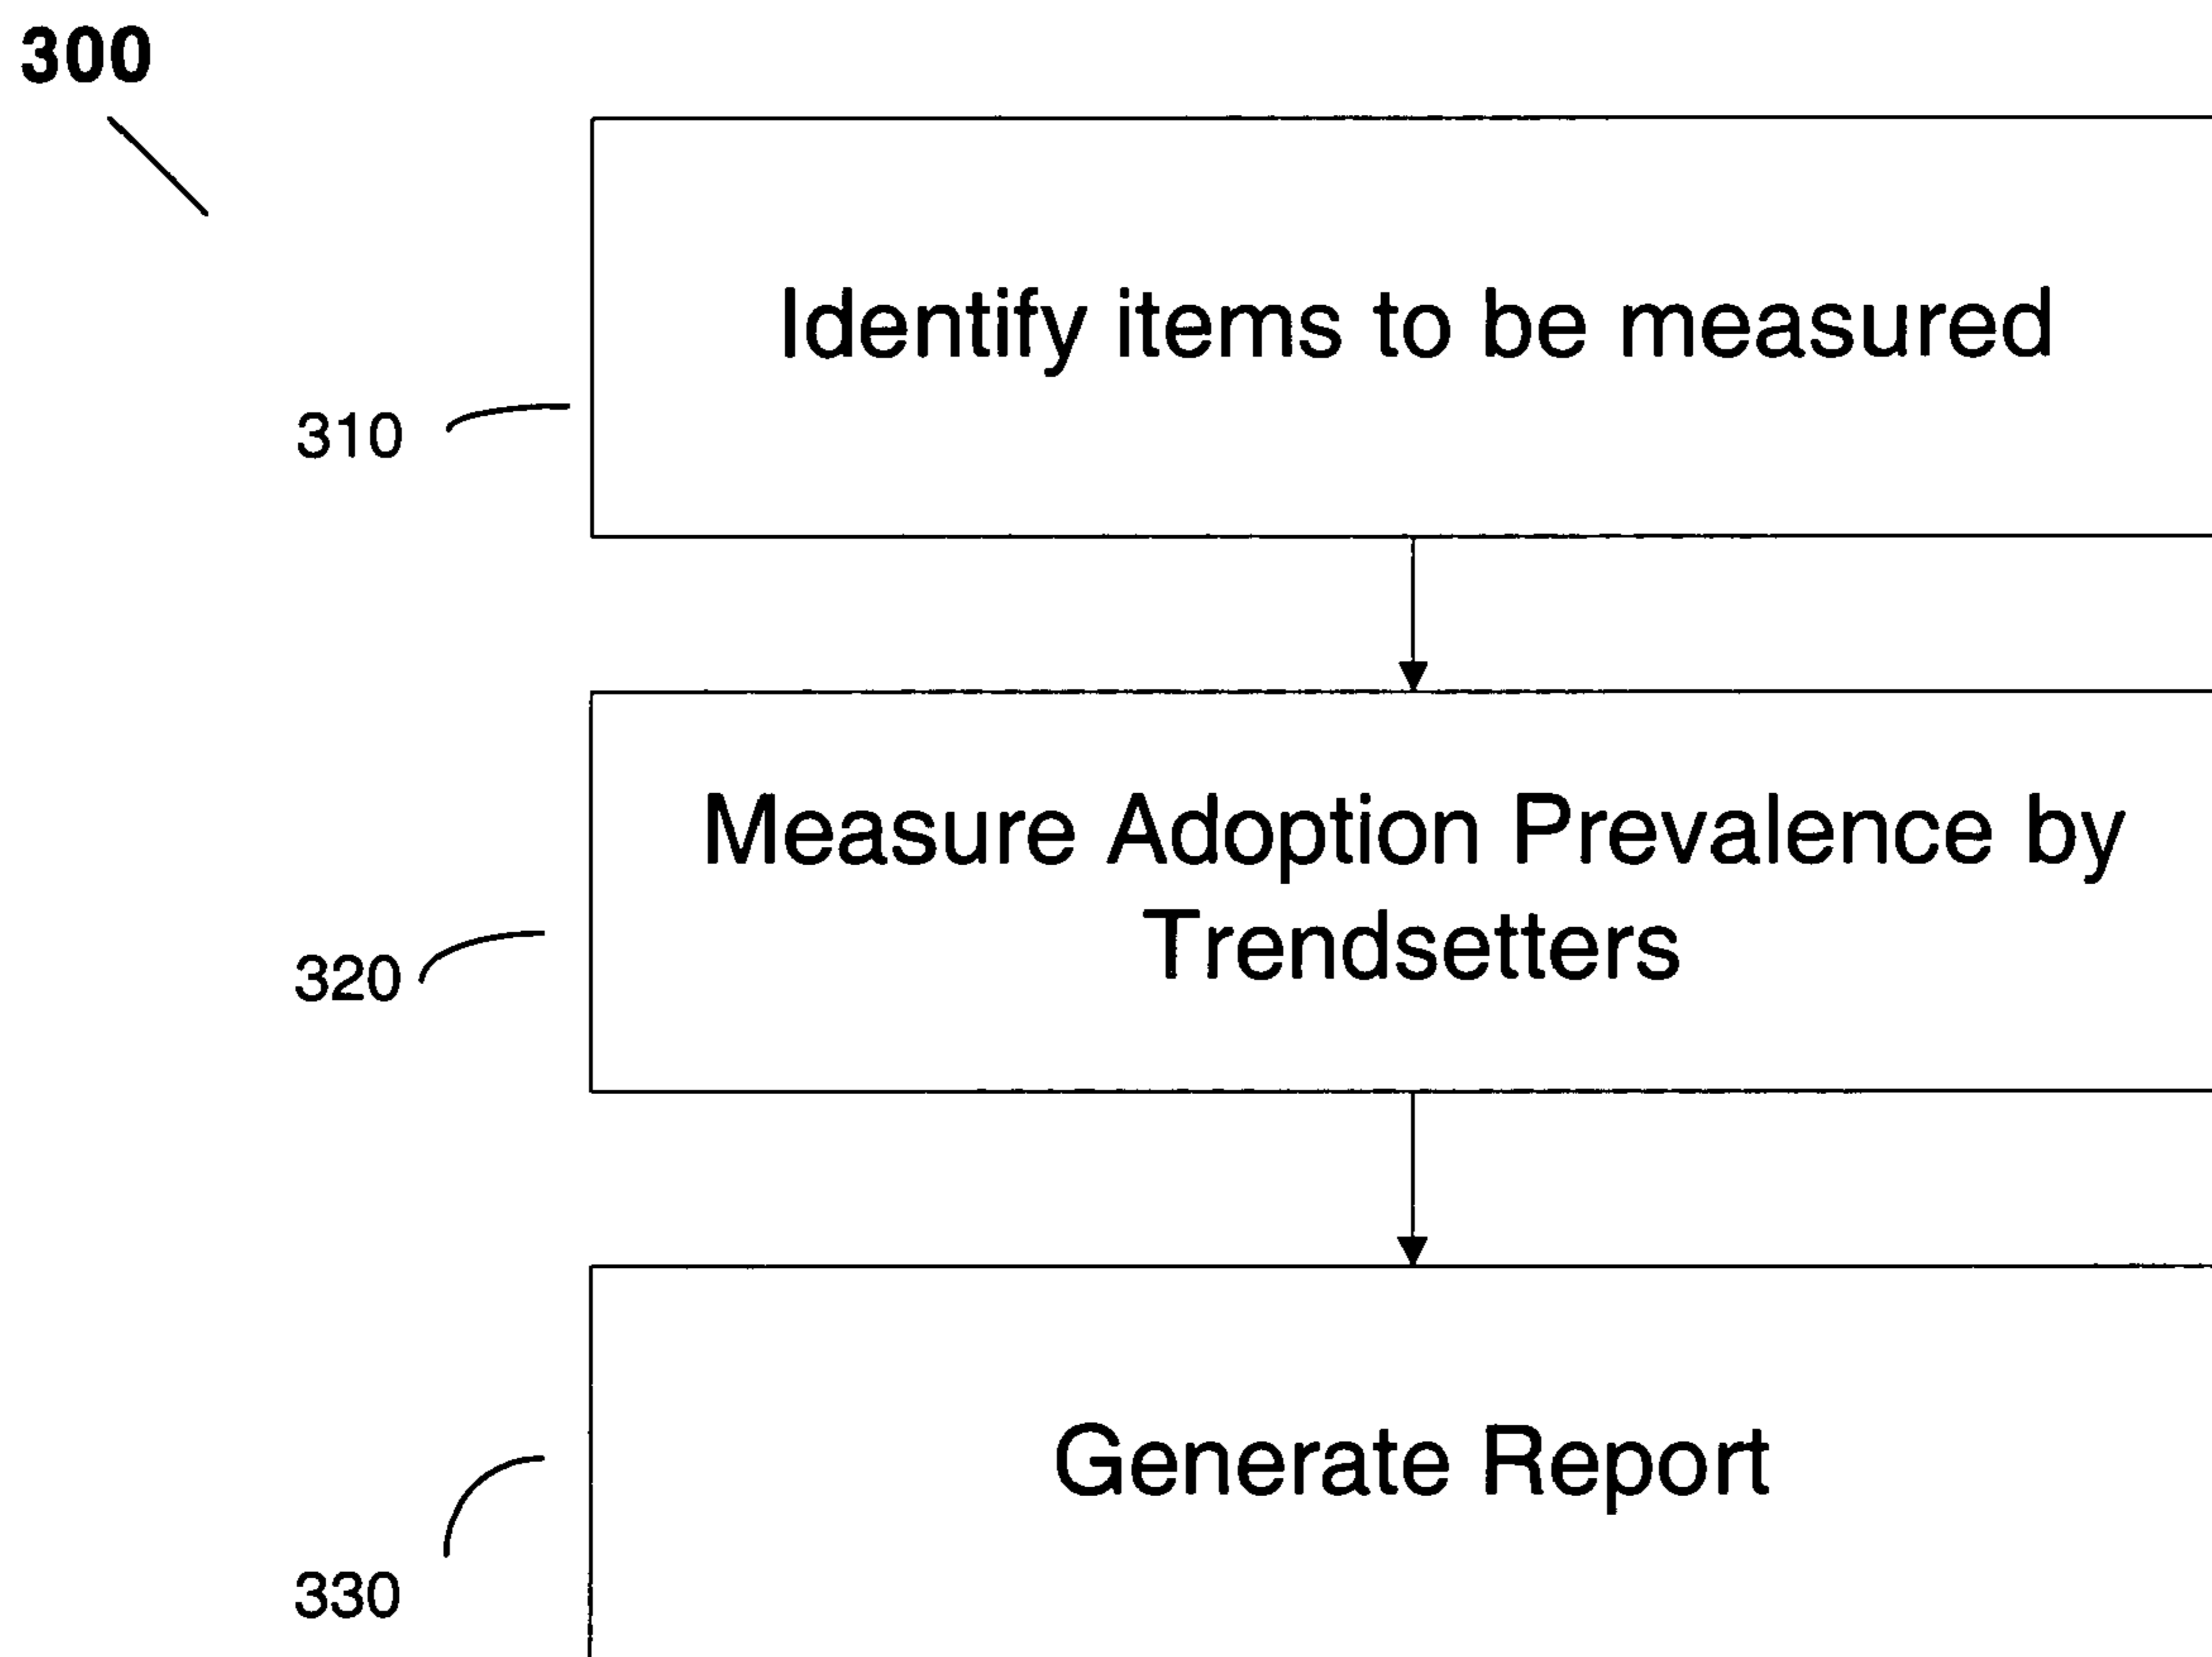 300
Identify items to be measured
310
Measure Adoption Prevalence by
Trendsetters
320
Generate Report
330